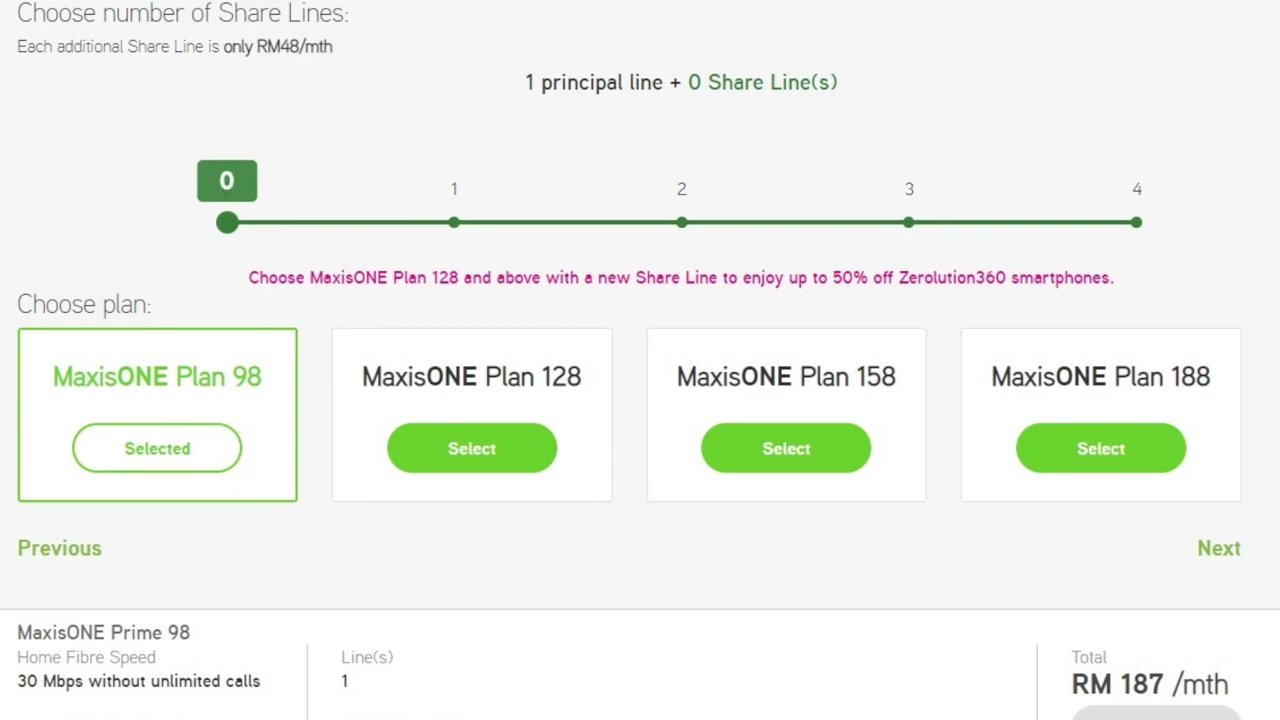 Choose number of Share Lines:
Each additional Share Line is only RM48/mth
1 principal line + 0 Share Line(s)
0 1 2 3 4
Choose MaxisONE Plan 128 and above with a new Share Line to enjoy up to 50% off Zerolution360 smartphones.
Choose plan:
MaxisONE Plan 98 MaxisONE Plan 128 MaxisONE Plan 158 MaxisONE Plan 188
Selected Select Select Select
Previous Next
MaxisONE Prime 98
Home Fibre Speed Line(s) Total
30 Mbps without unlimited calls 1 RM 187 /mth